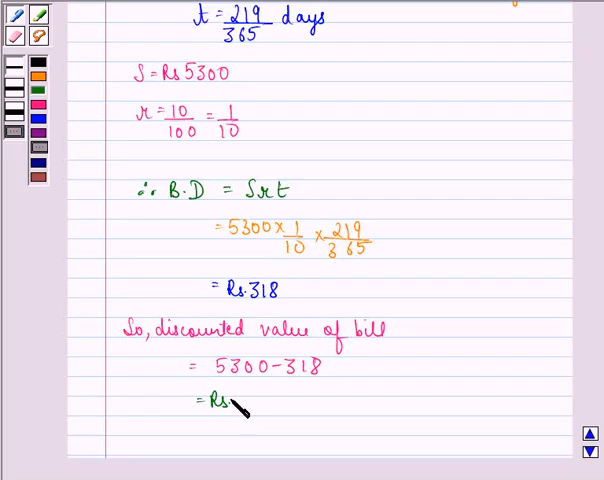 t = 219/365 days
S = Rs 5300
r = 10/100 = 1/10
∴ B.D = Srt
= 5300 × 1/10 × 219/365
= Rs. 318
So, discounted value of bill
= 5300 - 318
= Rs.